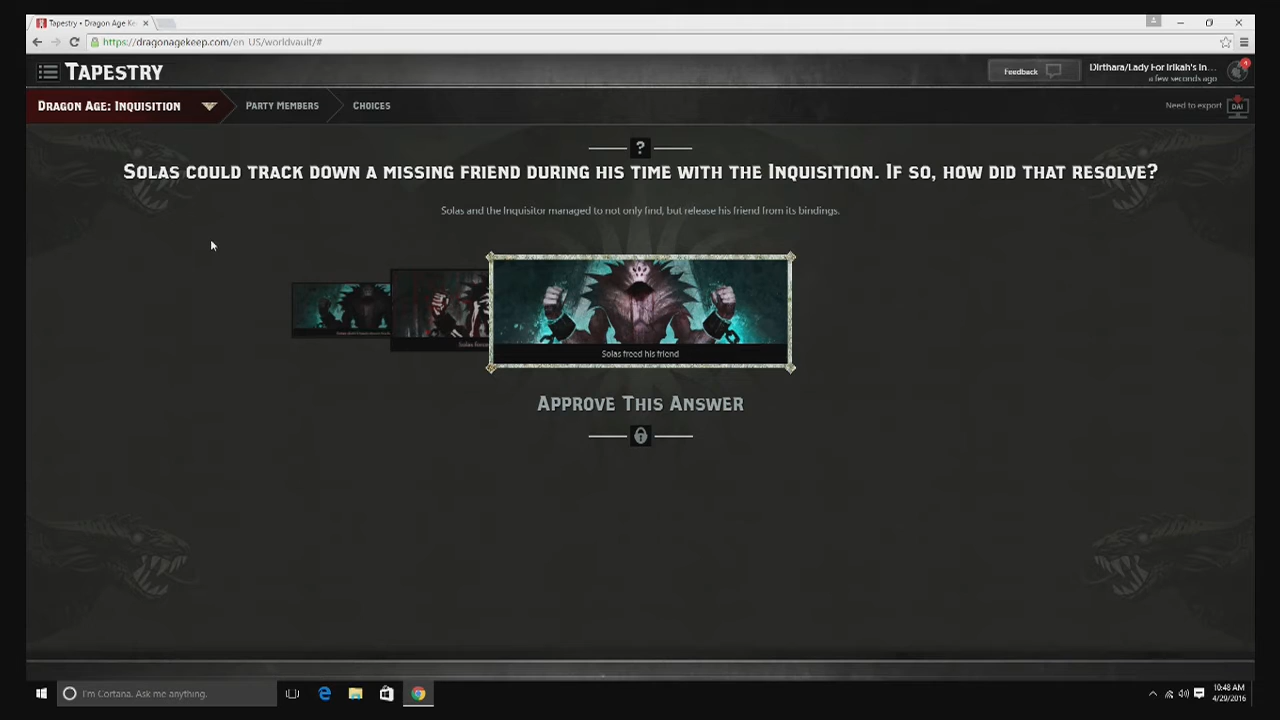 Tapestry • Dragon Age Ke
https://dragonagekeep.com/en_US/worldvault/#
TAPESTRY
Feedback
Dirthara/Lady For Irikah's In...
a few seconds ago
4
DRAGON AGE: INQUISITION
PARTY MEMBERS
CHOICES
Need to export
DAI
?
SOLAS COULD TRACK DOWN A MISSING FRIEND DURING HIS TIME WITH THE INQUISITION. IF SO, HOW DID THAT RESOLVE?
Solas and the Inquisitor managed to not only find, but release his friend from its bindings.
Solas freed his friend
APPROVE THIS ANSWER
I'm Cortana. Ask me anything.
10:48 AM
4/29/2016